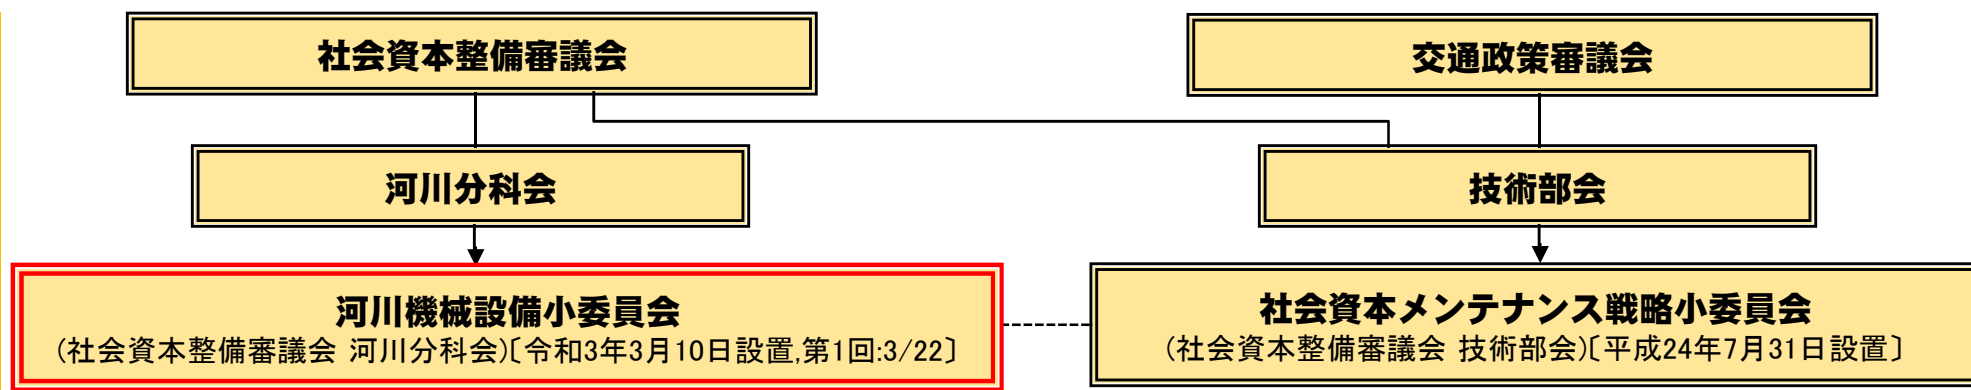 社会資本整備審議会
交通政策審議会
河川分科会
技術部会
河川機械設備小委員会
(社会資本整備審議会 河川分科会)〔令和3年3月10日設置,第1回:3/22〕
社会資本メンテナンス戦略小委員会
(社会資本整備審議会 技術部会)〔平成24年7月31日設置〕